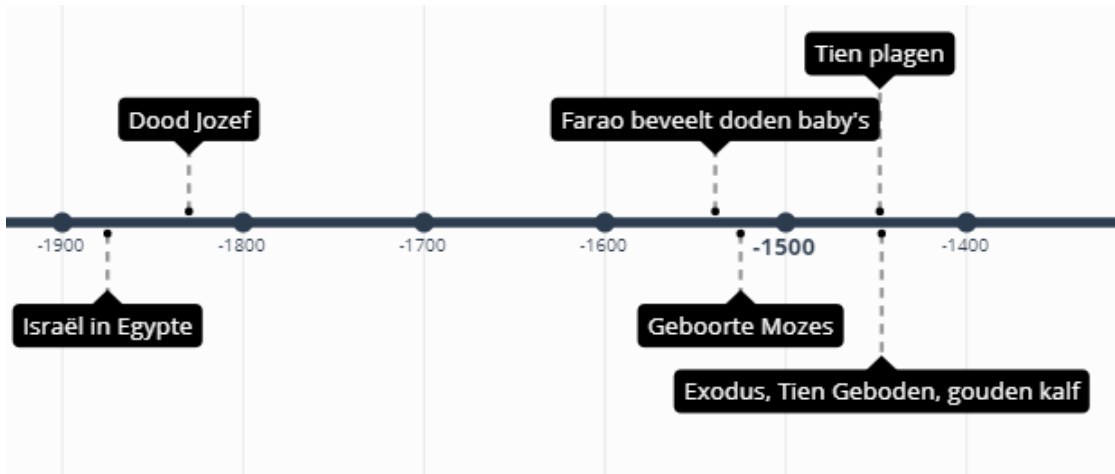 Tien plagen
Dood Jozef
Farao beveelt doden baby's
-1900
-1800
-1700
-1600
-1500
-1400
Israël in Egypte
Geboorte Mozes
Exodus, Tien Geboden, gouden kalf